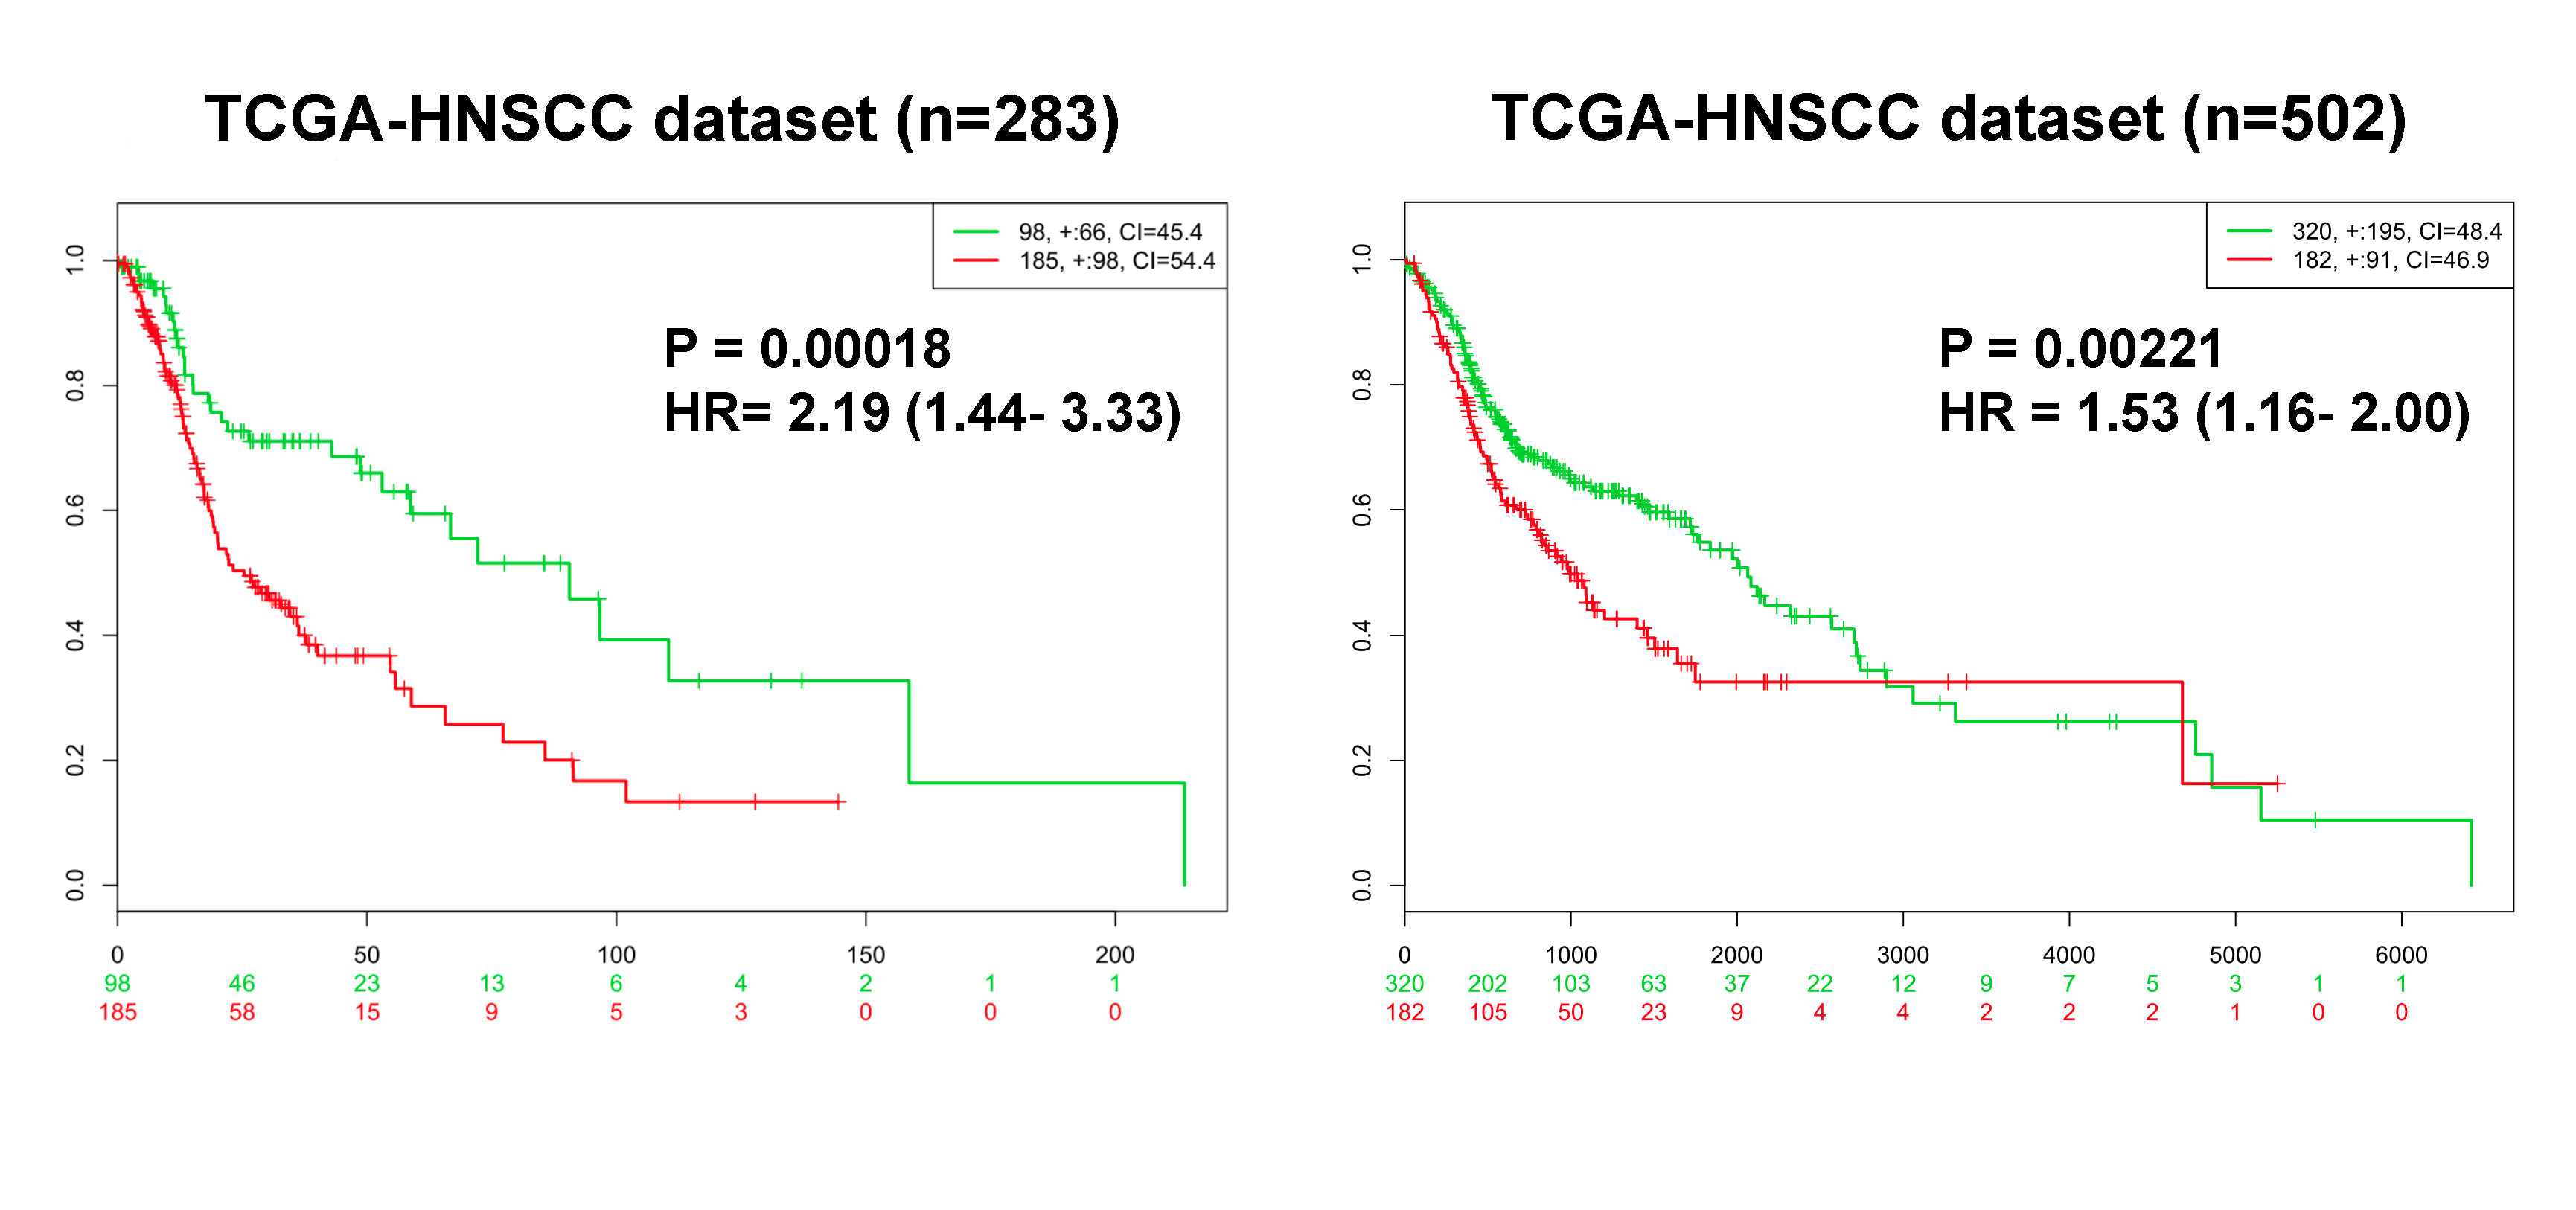 TCGA-HNSCC dataset (n=283)
98, +:66, CI=45.4
185, +:98, CI=54.4
P = 0.00018
HR= 2.19 (1.44- 3.33)
1.0
0.8
0.6
0.4
0.2
0.0
0 50 100 150 200
98 46 23 13 6 4 2 1 1
185 58 15 9 5 3 0 0 0
TCGA-HNSCC dataset (n=502)
320, +:195, CI=48.4
182, +:91, CI=46.9
P = 0.00221
HR = 1.53 (1.16- 2.00)
1.0
0.8
0.6
0.4
0.2
0.0
0 1000 2000 3000 4000 5000 6000
320 202 103 63 37 22 12 9 7 5 3 1 1
182 105 50 23 9 4 4 2 2 2 1 0 0